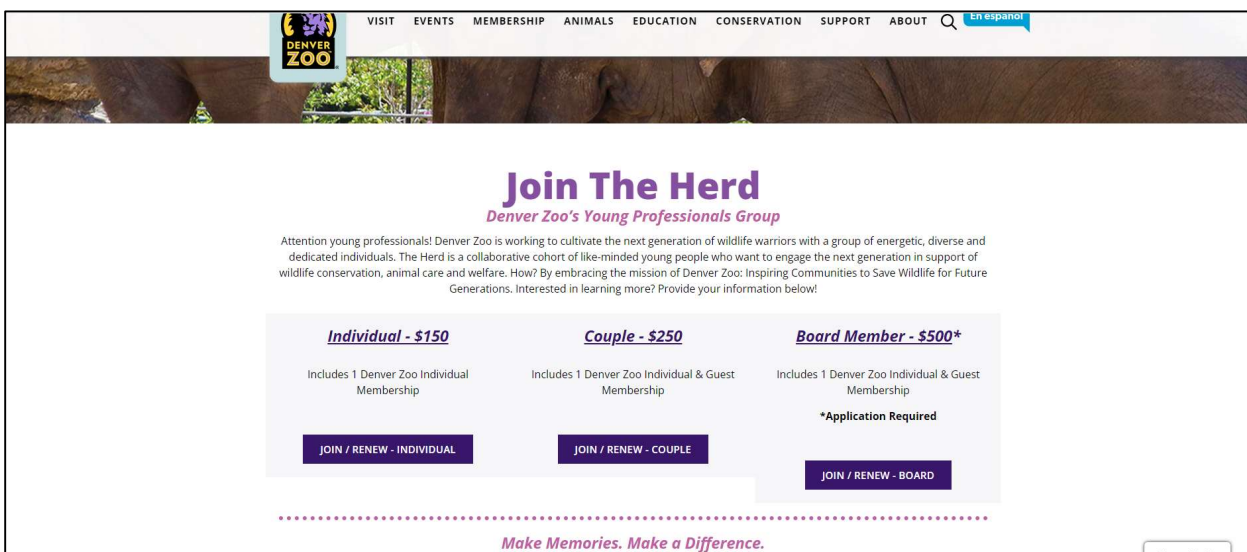 VISIT EVENTS MEMBERSHIP ANIMALS EDUCATION CONSERVATION SUPPORT ABOUT En español
DENVER
ZOO
Join The Herd
Denver Zoo's Young Professionals Group
Attention young professionals! Denver Zoo is working to cultivate the next generation of wildlife warriors with a group of energetic, diverse and
dedicated individuals. The Herd is a collaborative cohort of like-minded young people who want to engage the next generation in support of
wildlife conservation, animal care and welfare. How? By embracing the mission of Denver Zoo: Inspiring Communities to Save Wildlife for Future
Generations. Interested in learning more? Provide your information below!
Individual - $150
Includes 1 Denver Zoo Individual
Membership
JOIN / RENEW - INDIVIDUAL
Couple - $250
Includes 1 Denver Zoo Individual & Guest
Membership
JOIN / RENEW - COUPLE
Board Member - $500*
Includes 1 Denver Zoo Individual & Guest
Membership
*Application Required
JOIN / RENEW - BOARD
Make Memories. Make a Difference.